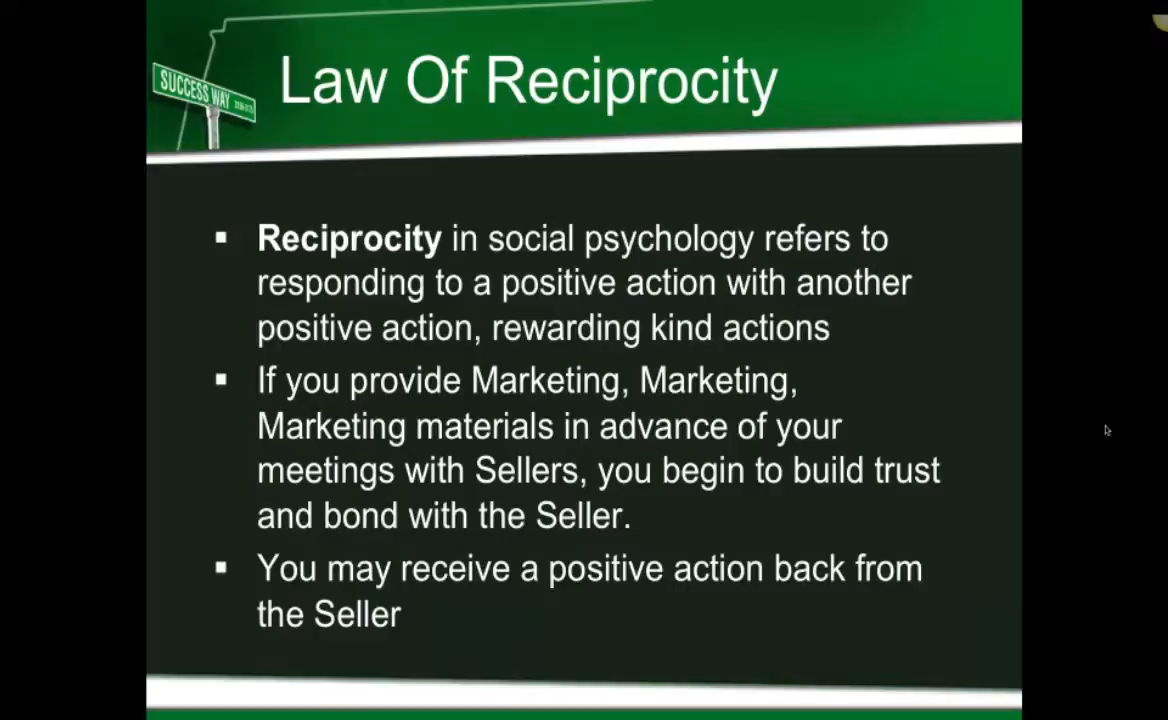 Law Of Reciprocity
SUCCESS WAY
▪ Reciprocity in social psychology refers to
responding to a positive action with another
positive action, rewarding kind actions
▪ If you provide Marketing, Marketing,
Marketing materials in advance of your
meetings with Sellers, you begin to build trust
and bond with the Seller.
▪ You may receive a positive action back from
the Seller